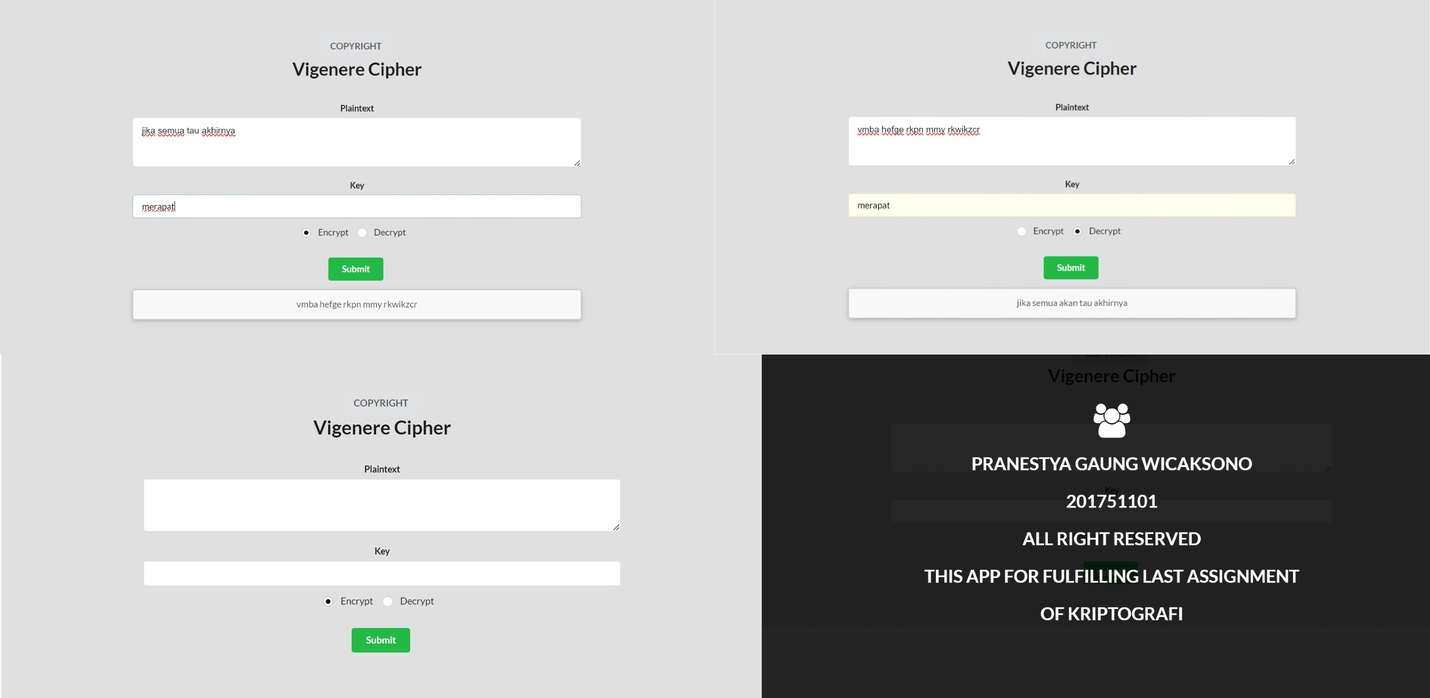 COPYRIGHT
Vigenere Cipher
Plaintext
jika semua tau akhirnya
Key
merapat
Encrypt Decrypt
Submit
vmba hefge rkpn mmy rkwikzcr
COPYRIGHT
Vigenere Cipher
Plaintext
vmba hefge rkpn mmy rkwikzcr
Key
merapat
Encrypt Decrypt
Submit
jika semua akan tau akhirnya
COPYRIGHT
Vigenere Cipher
Plaintext
Key
Encrypt Decrypt
Submit
Vigenere Cipher
PRANESTYA GAUNG WICAKSONO
201751101
ALL RIGHT RESERVED
THIS APP FOR FULFILLING LAST ASSIGNMENT
OF KRIPTOGRAFI